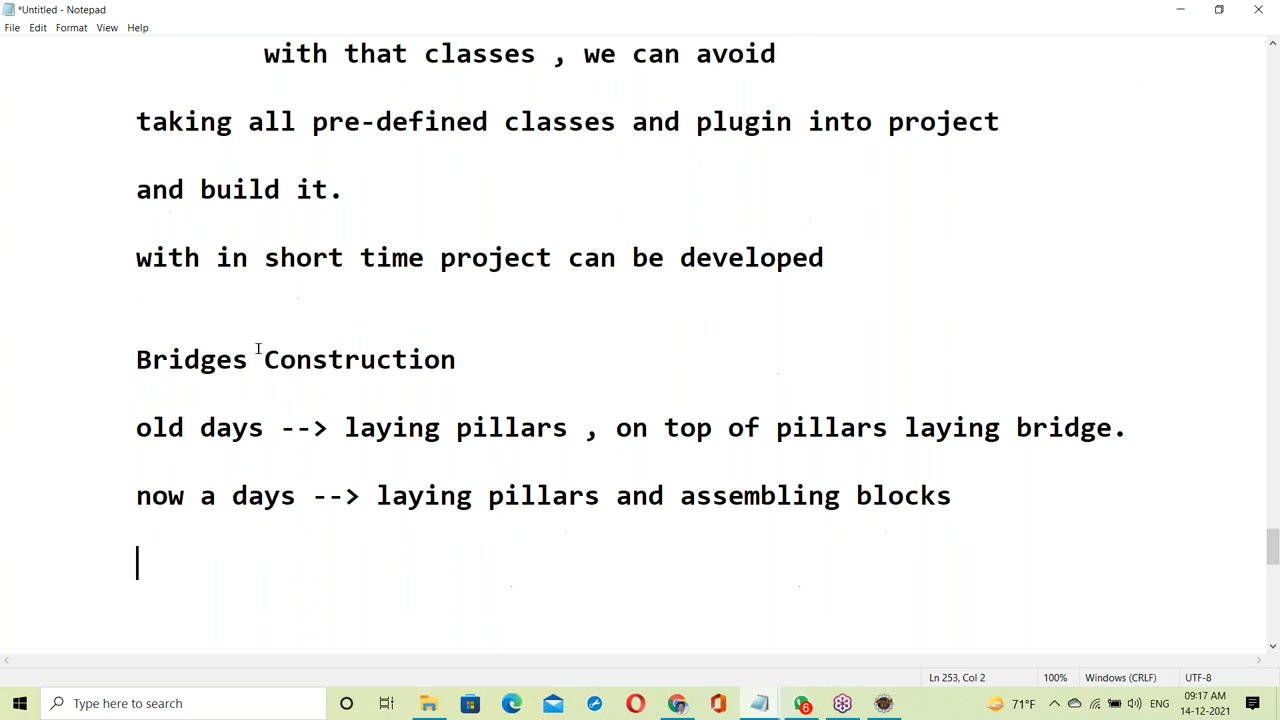 *Untitled - Notepad
File Edit Format View Help
with that classes , we can avoid
taking all pre-defined classes and plugin into project
and build it.
with in short time project can be developed
Bridges Construction
old days --> laying pillars , on top of pillars laying bridge.
now a days --> laying pillars and assembling blocks
Ln 253, Col 2 100% Windows (CRLF) UTF-8
Type here to search 6 71°F ENG 09:17 AM
14-12-2021